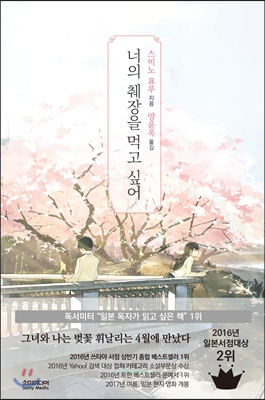 너의 췌장을 먹고 싶어
스미노 요루 지음
양윤옥 옮김
독서미터 “일본 독자가 읽고 싶은 책” 1위
그녀와 나는 벚꽃 휘날리는 4월에 만났다
2016년 쓰타야 서점 상반기 종합 베스트셀러 1위
2016년 Yahoo! 검색 대상 컬처 카테고리 소설부문상 수상
2016년 토한 베스트셀러 문예서 1위
2017년 여름, 일본 현지 영화 개봉
2016년
일본서점대상
2위
소미미디어
Somy Media